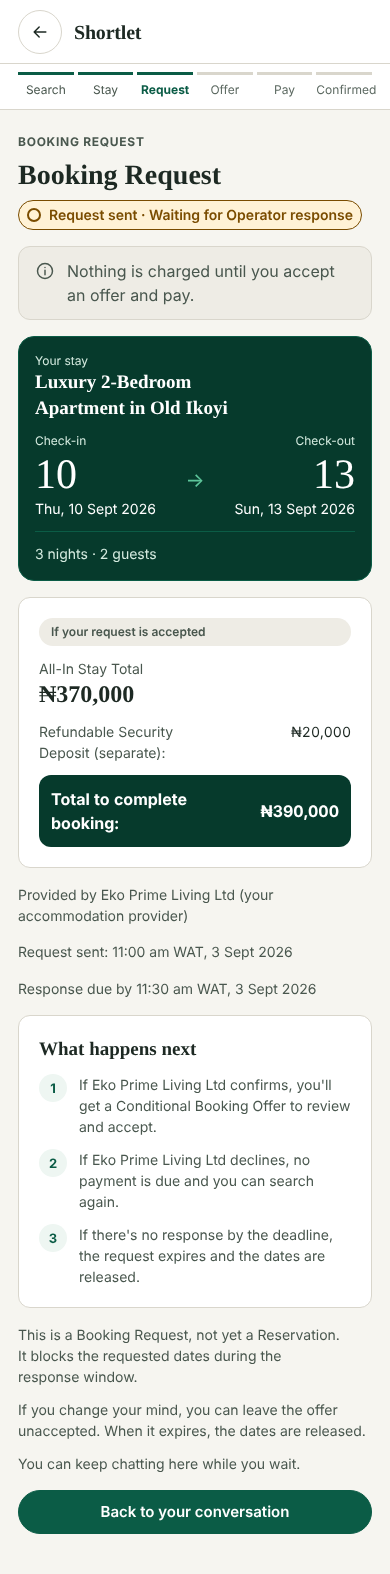 Shortlet
Search Stay Request Offer Pay Confirmed
BOOKING REQUEST
Booking Request
Request sent · Waiting for Operator response
Nothing is charged until you accept
an offer and pay.
Your stay
Luxury 2-Bedroom
Apartment in Old Ikoyi
Check-in Check-out
10 → 13
Thu, 10 Sept 2026 Sun, 13 Sept 2026
3 nights · 2 guests
If your request is accepted
All-In Stay Total
₦370,000
Refundable Security ₦20,000
Deposit (separate):
Total to complete ₦390,000
booking:
Provided by Eko Prime Living Ltd (your
accommodation provider)
Request sent: 11:00 am WAT, 3 Sept 2026
Response due by 11:30 am WAT, 3 Sept 2026
What happens next
1 If Eko Prime Living Ltd confirms, you'll
get a Conditional Booking Offer to review
and accept.
2 If Eko Prime Living Ltd declines, no
payment is due and you can search
again.
3 If there's no response by the deadline,
the request expires and the dates are
released.
This is a Booking Request, not yet a Reservation.
It blocks the requested dates during the
response window.
If you change your mind, you can leave the offer
unaccepted. When it expires, the dates are released.
You can keep chatting here while you wait.
Back to your conversation